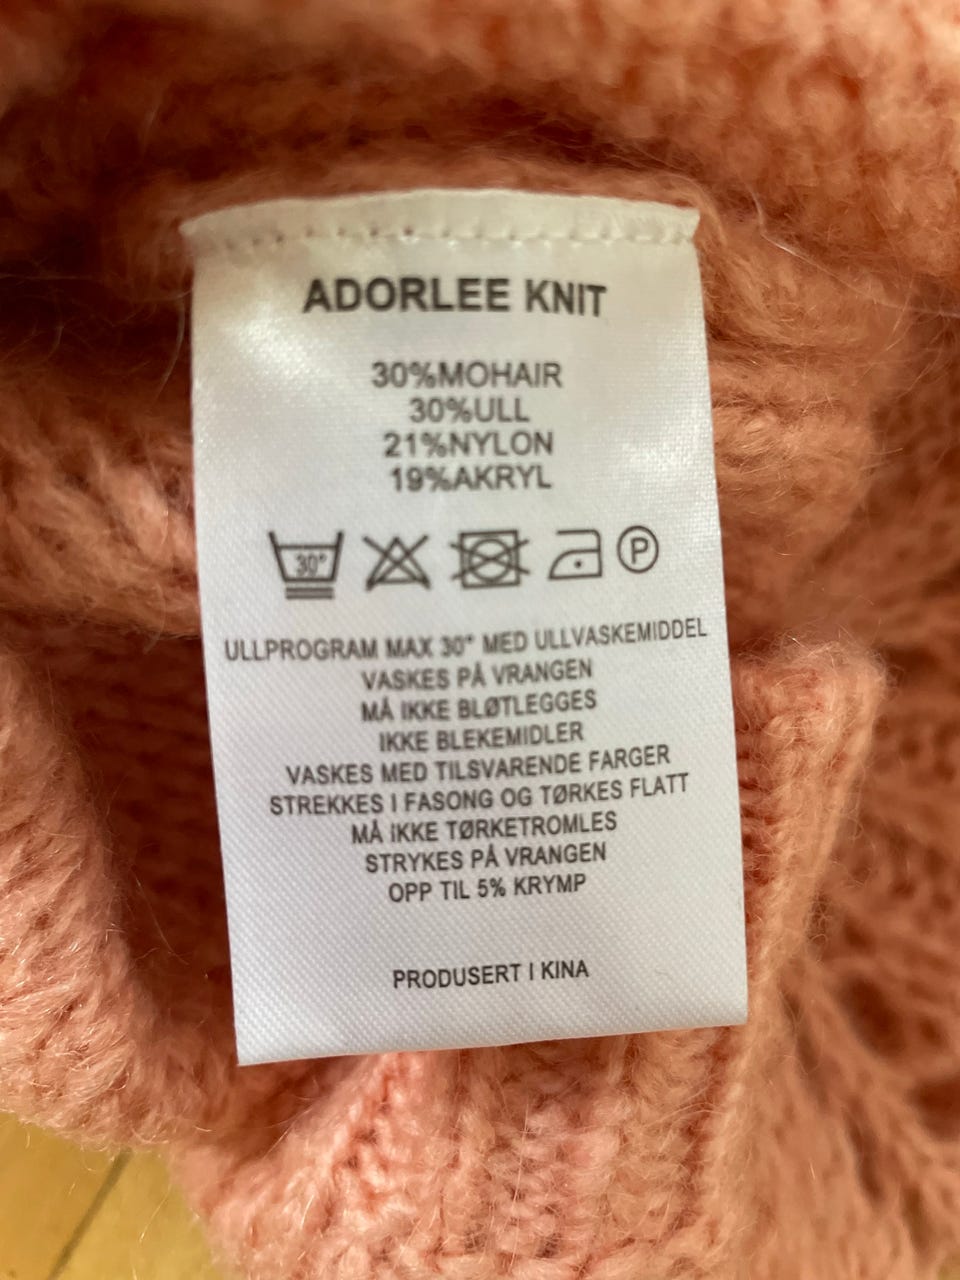 ADORLEE KNIT
30%MOHAIR
30%ULL
21%NYLON
19%AKRYL
30° P
ULLPROGRAM MAX 30° MED ULLVASKEMIDDEL
VASKES PÅ VRANGEN
MÅ IKKE BLØTLEGGES
IKKE BLEKEMIDLER
VASKES MED TILSVARENDE FARGER
STREKKES I FASONG OG TØRKES FLATT
MÅ IKKE TØRKETROMLES
STRYKES PÅ VRANGEN
OPP TIL 5% KRYMP
PRODUSERT I KINA